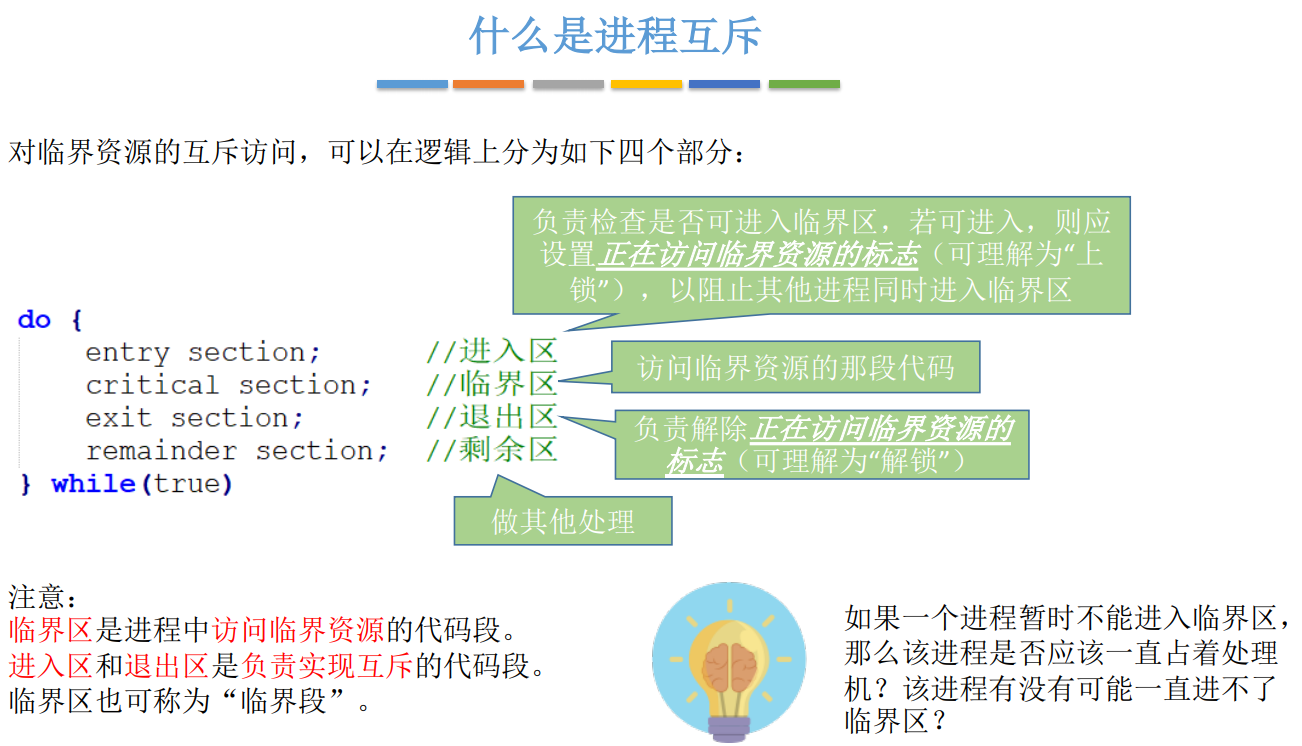 什么是进程互斥
对临界资源的互斥访问，可以在逻辑上分为如下四个部分：
负责检查是否可进入临界区，若可进入，则应
设置正在访问临界资源的标志（可理解为“上
锁”），以阻止其他进程同时进入临界区
do {
entry section; //进入区
critical section; //临界区
exit section; //退出区
remainder section; //剩余区
} while(true)
访问临界资源的那段代码
负责解除正在访问临界资源的
标志（可理解为“解锁”）
做其他处理
注意：
临界区是进程中访问临界资源的代码段。
进入区和退出区是负责实现互斥的代码段。
临界区也可称为“临界段”。
如果一个进程暂时不能进入临界区，
那么该进程是否应该一直占着处理
机？该进程有没有可能一直进不了
临界区？